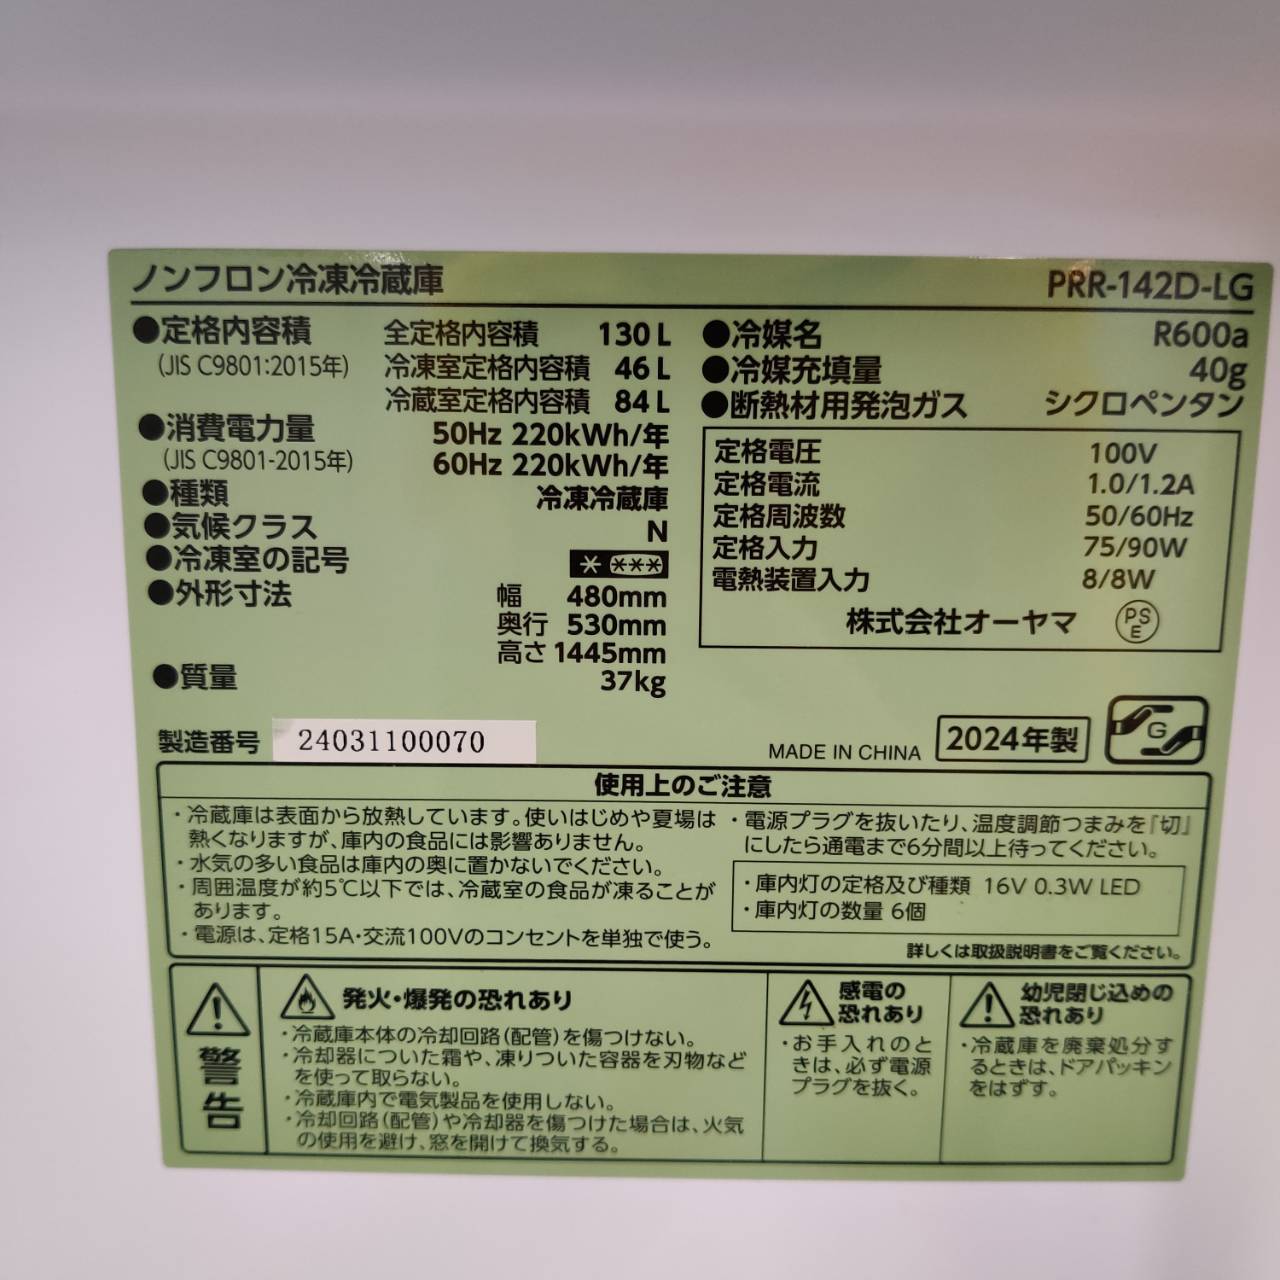 ノンフロン冷凍冷蔵庫 PRR-142D-LG
●定格内容積 全定格内容積 130 L
(JIS C9801:2015年) 冷凍室定格内容積 46 L
冷蔵室定格内容積 84 L
●消費電力量 50Hz 220kWh/年
(JIS C9801-2015年) 60Hz 220kWh/年
●種類 冷凍冷蔵庫
●気候クラス N
●冷凍室の記号 * ***
●外形寸法 幅 480mm
奥行 530mm
高さ 1445mm
●質量 37kg
●冷媒名 R600a
●冷媒充填量 40g
●断熱材用発泡ガス シクロペンタン
定格電圧 100V
定格電流 1.0/1.2A
定格周波数 50/60Hz
定格入力 75/90W
電熱装置入力 8/8W
株式会社オーヤマ PSE
製造番号 24031100070
MADE IN CHINA 2024年製 G
使用上のご注意
・冷蔵庫は表面から放熱しています。使いはじめや夏場は
熱くなりますが、庫内の食品には影響ありません。
・水気の多い食品は庫内の奥に置かないでください。
・周囲温度が約5℃以下では、冷蔵室の食品が凍ることが
あります。
・電源は、定格15A・交流100Vのコンセントを単独で使う。
・電源プラグを抜いたり、温度調節つまみを「切」
にしたら通電まで6分間以上待ってください。
・庫内灯の定格及び種類 16V 0.3W LED
・庫内灯の数量 6個
詳しくは取扱説明書をご覧ください。
警告
発火・爆発の恐れあり
・冷蔵庫本体の冷却回路(配管)を傷つけない。
・冷却器についた霜や、凍りついた容器を刃物など
を使って取らない。
・冷蔵庫内で電気製品を使用しない。
・冷却回路(配管)や冷却器を傷つけた場合は、火気
の使用を避け、窓を開けて換気する。
感電の
恐れあり
・お手入れのと
きは、必ず電源
プラグを抜く。
幼児閉じ込めの
恐れあり
・冷蔵庫を廃棄処分す
るときは、ドアパッキン
をはずす。